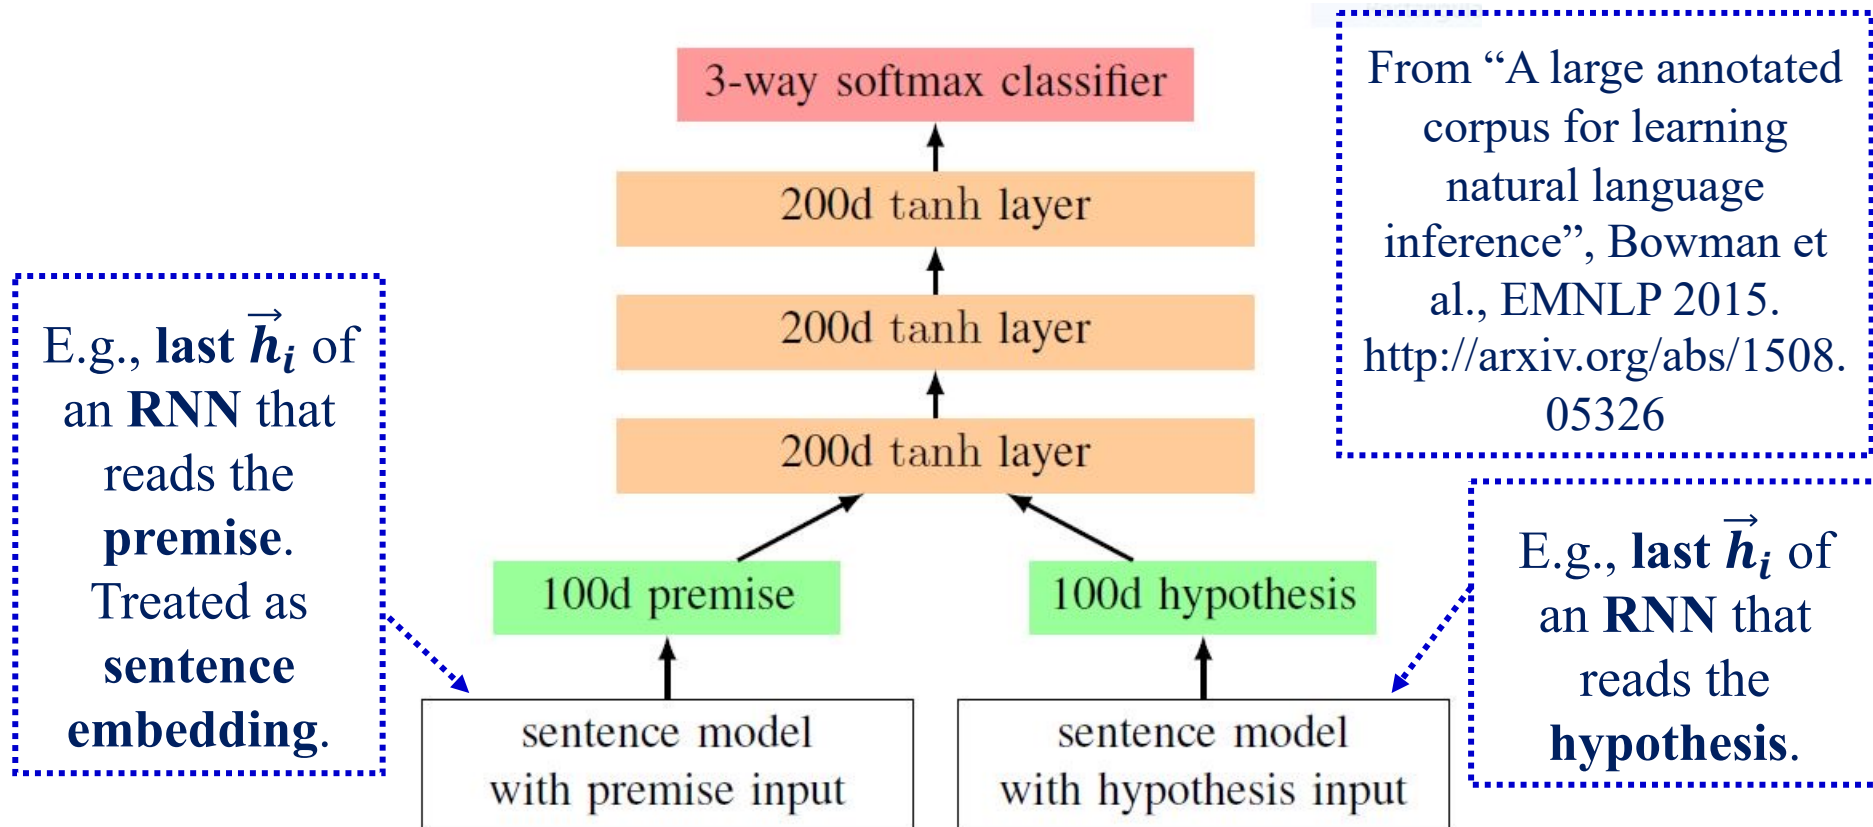 3-way softmax classifier
200d tanh layer
200d tanh layer
200d tanh layer
100d premise
100d hypothesis
sentence model
with premise input
sentence model
with hypothesis input
E.g., last h⃗ᵢ of
an RNN that
reads the
premise.
Treated as
sentence
embedding.
From “A large annotated
corpus for learning
natural language
inference”, Bowman et
al., EMNLP 2015.
http://arxiv.org/abs/1508.
05326
E.g., last h⃗ᵢ of
an RNN that
reads the
hypothesis.